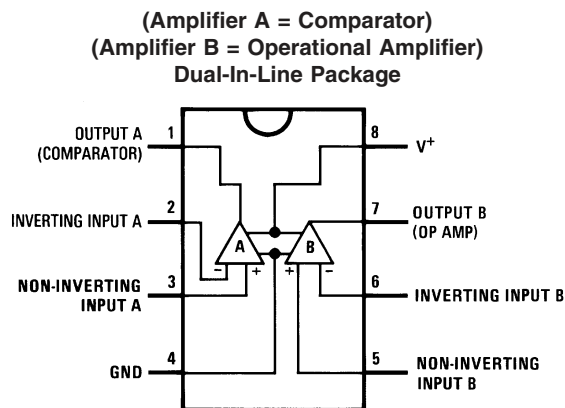 (Amplifier A = Comparator)
(Amplifier B = Operational Amplifier)
Dual-In-Line Package
OUTPUT A
(COMPARATOR)
1
8
V+
INVERTING INPUT A
2
7
OUTPUT B
(OP AMP)
A
B
-
+
+
-
NON-INVERTING
INPUT A
3
6
INVERTING INPUT B
GND
4
5
NON-INVERTING
INPUT B